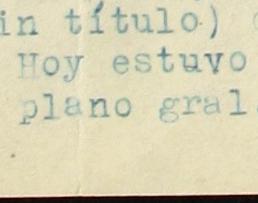 in título)
Hoy estuvo
plano gral